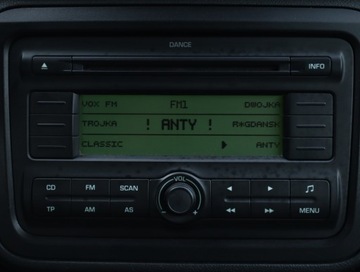 DANCE
INFO
VOX FM FM1 DWOJKA
TROJKA ! ANTY ! R*GDANSK
CLASSIC ANTY
CD FM SCAN VOL ♫
TP AM AS MENU